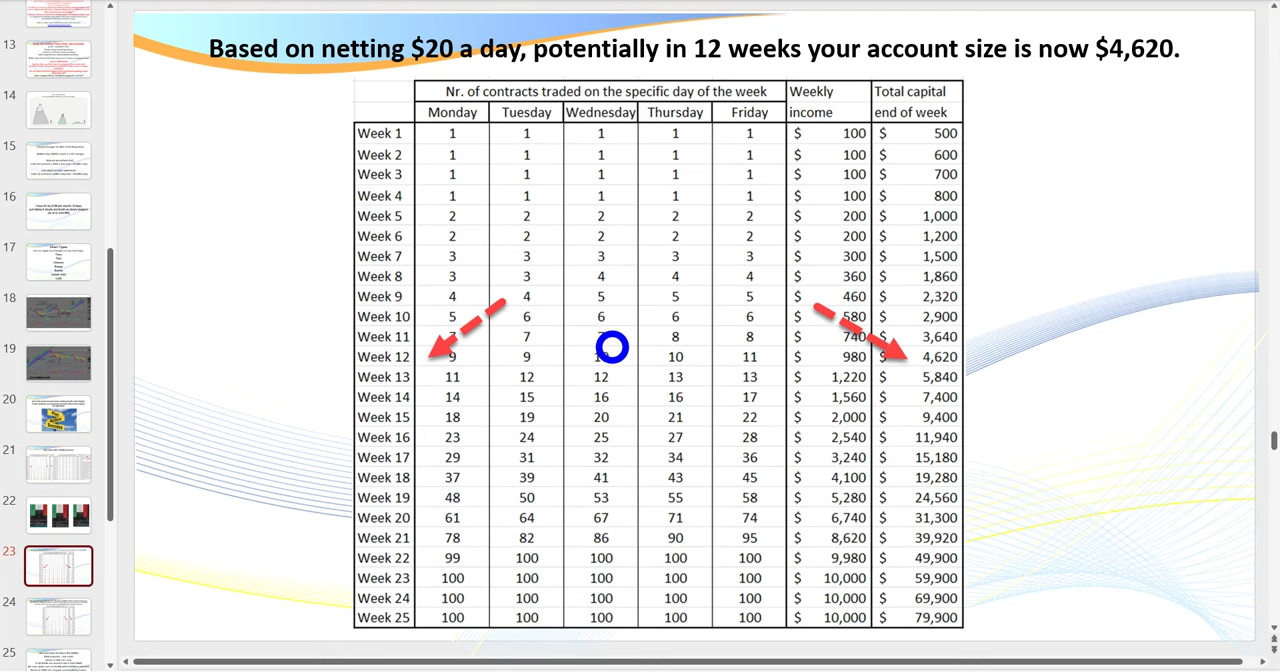 Based on netting $20 a day, potentially in 12 weeks your account size is now $4,620.
Nr. of contracts traded on the specific day of the week Weekly Total capital
Monday Tuesday Wednesday Thursday Friday income end of week
Week 1 1 1 1 1 1 $ 100 $ 500
Week 2 1 1 1 1 1 $ 100 $ 600
Week 3 1 1 1 1 1 $ 100 $ 700
Week 4 1 1 1 1 1 $ 100 $ 800
Week 5 2 2 2 2 2 $ 200 $ 1,000
Week 6 2 2 2 2 2 $ 200 $ 1,200
Week 7 3 3 3 3 3 $ 300 $ 1,500
Week 8 3 3 4 4 4 $ 360 $ 1,860
Week 9 4 4 5 5 5 $ 460 $ 2,320
Week 10 5 6 6 6 6 $ 580 $ 2,900
Week 11 7 8 8 $ 740 $ 3,640
Week 12 9 9 10 10 11 $ 980 4,620
Week 13 11 12 12 13 13 $ 1,220 $ 5,840
Week 14 14 15 16 16 18 $ 1,560 $ 7,400
Week 15 18 19 20 21 22 $ 2,000 $ 9,400
Week 16 23 24 25 27 28 $ 2,540 $ 11,940
Week 17 29 31 32 34 36 $ 3,240 $ 15,180
Week 18 37 39 41 43 45 $ 4,100 $ 19,280
Week 19 48 50 53 55 58 $ 5,280 $ 24,560
Week 20 61 64 67 71 74 $ 6,740 $ 31,300
Week 21 78 82 86 90 95 $ 8,620 $ 39,920
Week 22 99 100 100 100 100 $ 9,980 $ 49,900
Week 23 100 100 100 100 100 $ 10,000 $ 59,900
Week 24 100 100 100 100 100 $ 10,000 $ 69,900
Week 25 100 100 100 100 100 $ 10,000 $ 79,900
13
14
15
16
17
18
19
20
21
22
23
24
25